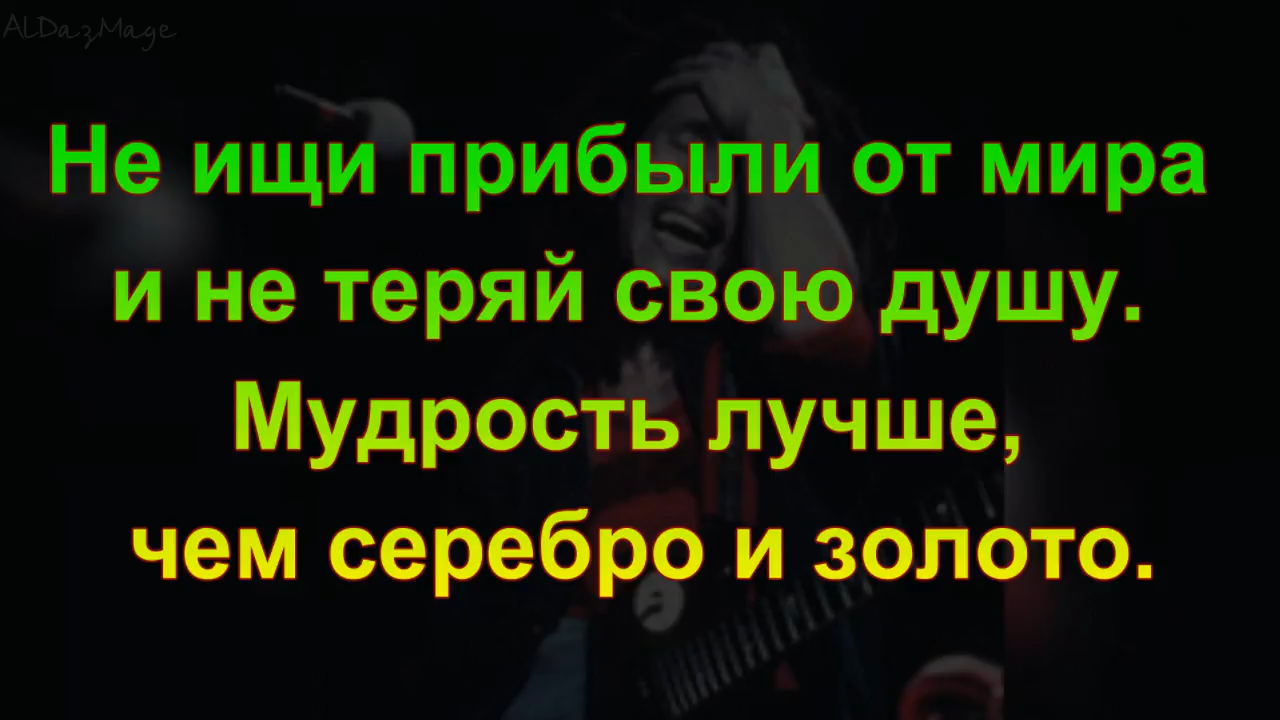 ALDazMage
Не ищи прибыли от мира
и не теряй свою душу.
Мудрость лучше,
чем серебро и золото.